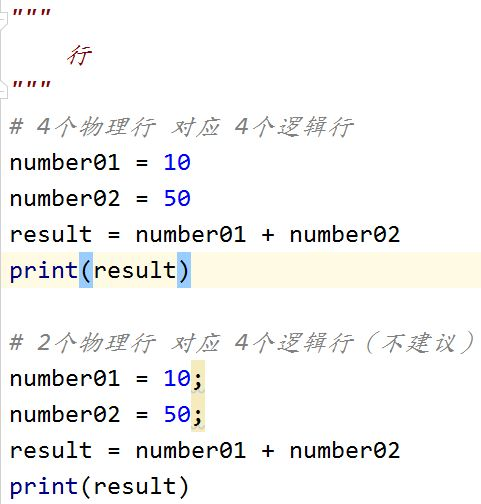 """
行
"""
# 4个物理行 对应 4个逻辑行
number01 = 10
number02 = 50
result = number01 + number02
print(result)
# 2个物理行 对应 4个逻辑行（不建议）
number01 = 10;
number02 = 50;
result = number01 + number02
print(result)